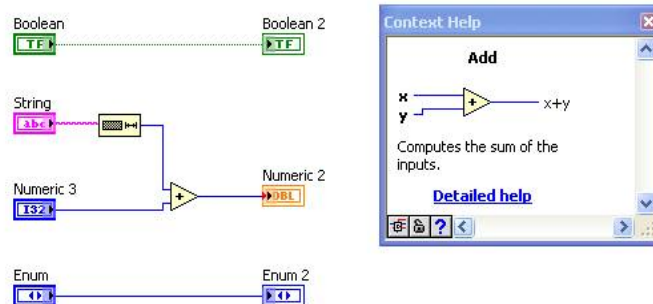 Boolean
Boolean 2
TF
TF
String
abc
Numeric 3
I32
+
Numeric 2
DBL
Enum
Enum 2
Context Help
Add
x
y
+
x+y
Computes the sum of the
inputs.
Detailed help
?